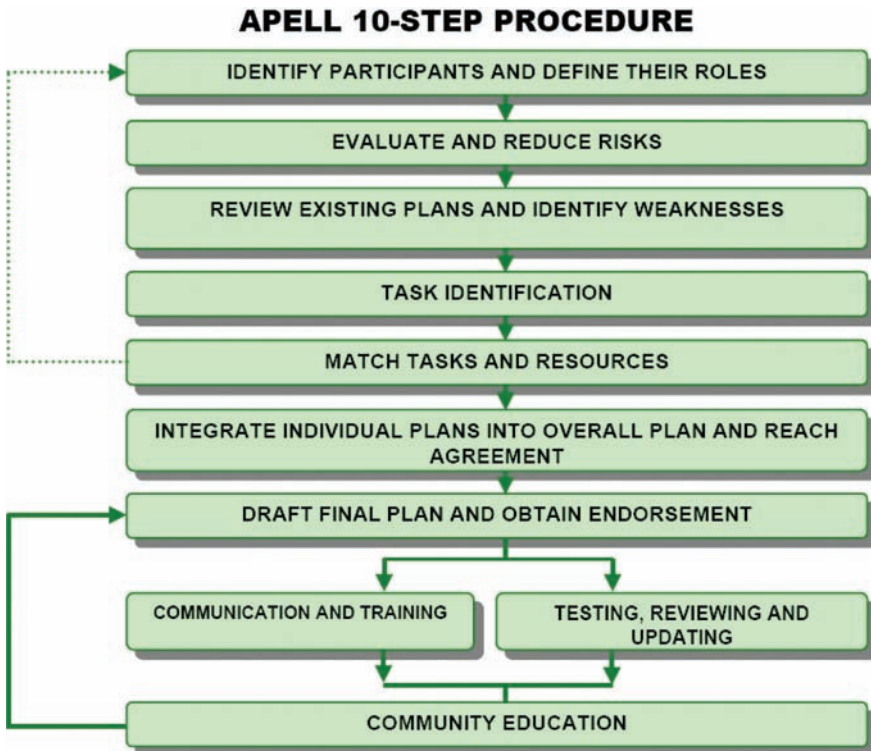 APELL 10-STEP PROCEDURE
IDENTIFY PARTICIPANTS AND DEFINE THEIR ROLES
EVALUATE AND REDUCE RISKS
REVIEW EXISTING PLANS AND IDENTIFY WEAKNESSES
TASK IDENTIFICATION
MATCH TASKS AND RESOURCES
INTEGRATE INDIVIDUAL PLANS INTO OVERALL PLAN AND REACH
AGREEMENT
DRAFT FINAL PLAN AND OBTAIN ENDORSEMENT
COMMUNICATION AND TRAINING
TESTING, REVIEWING AND
UPDATING
COMMUNITY EDUCATION